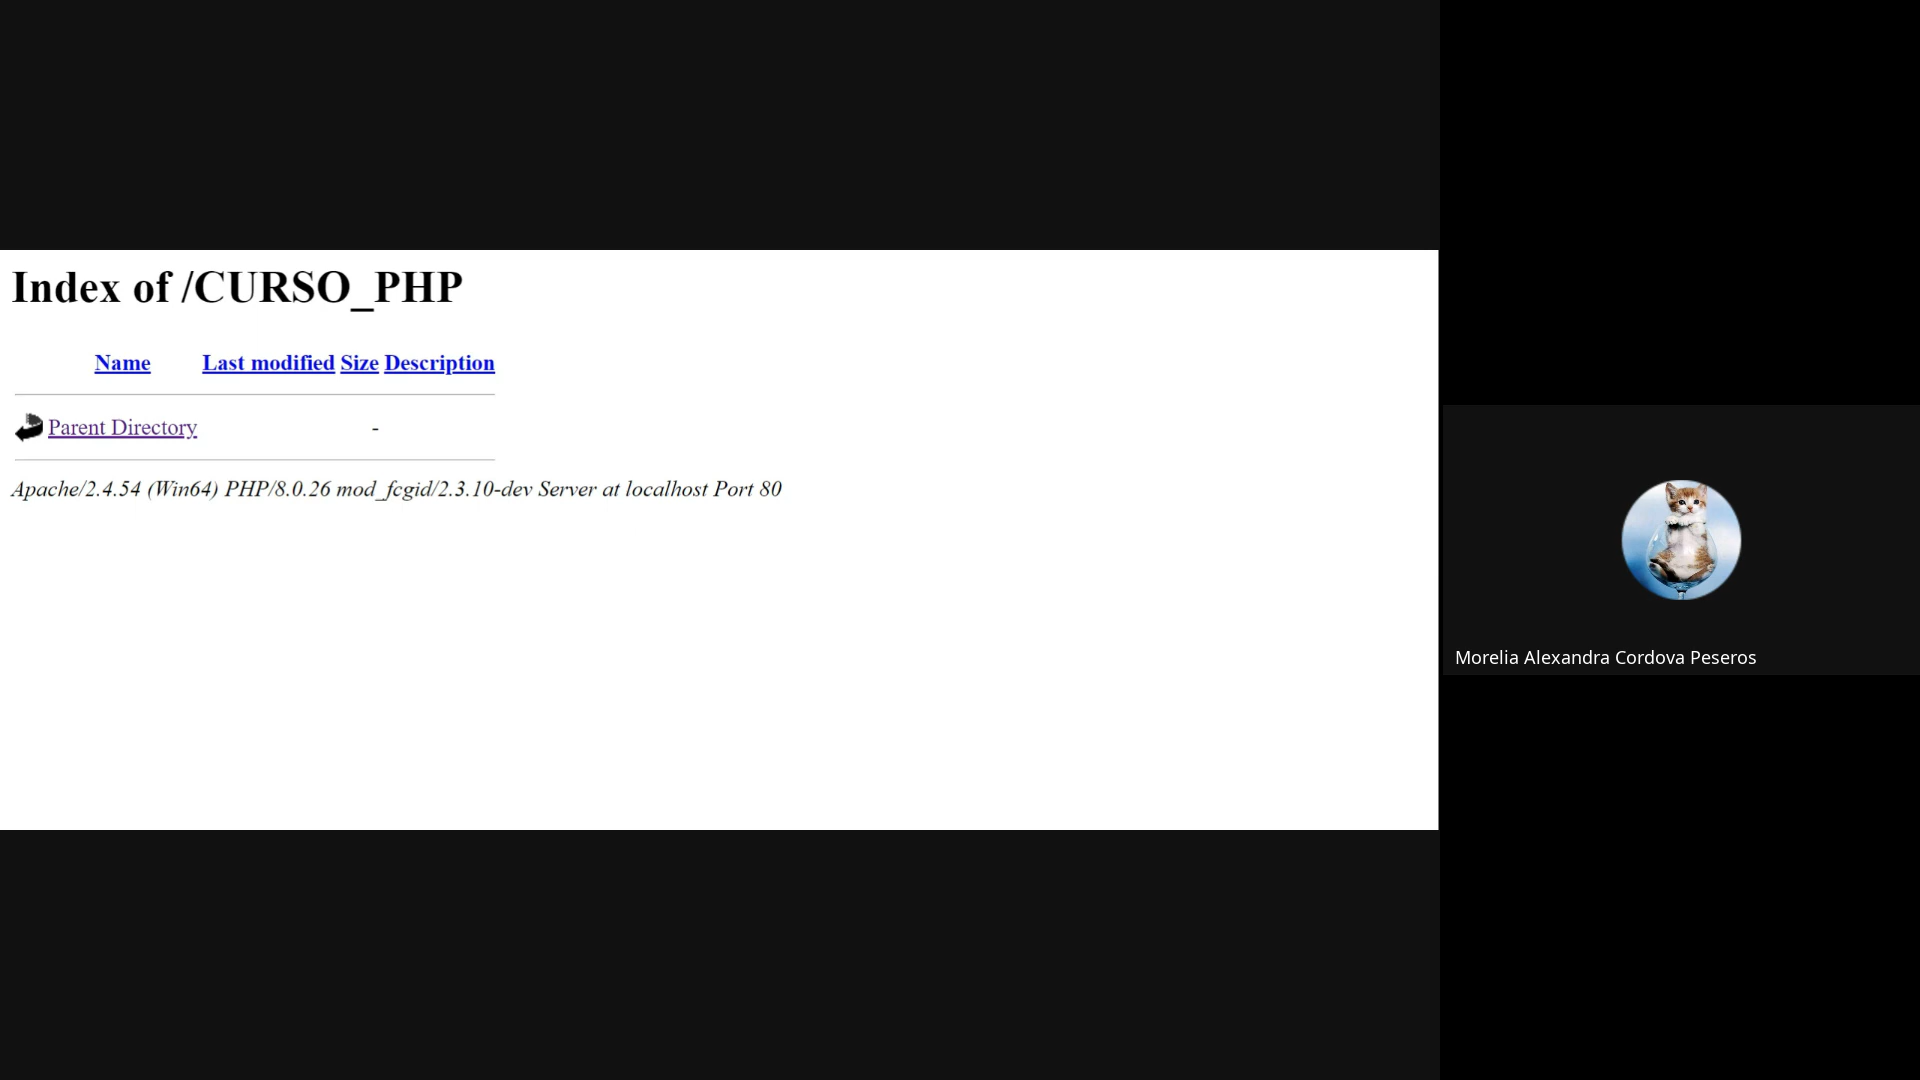 Index of /CURSO_PHP
Name Last modified Size Description
Parent Directory -
Apache/2.4.54 (Win64) PHP/8.0.26 mod_fcgid/2.3.10-dev Server at localhost Port 80
Morelia Alexandra Cordova Peseros